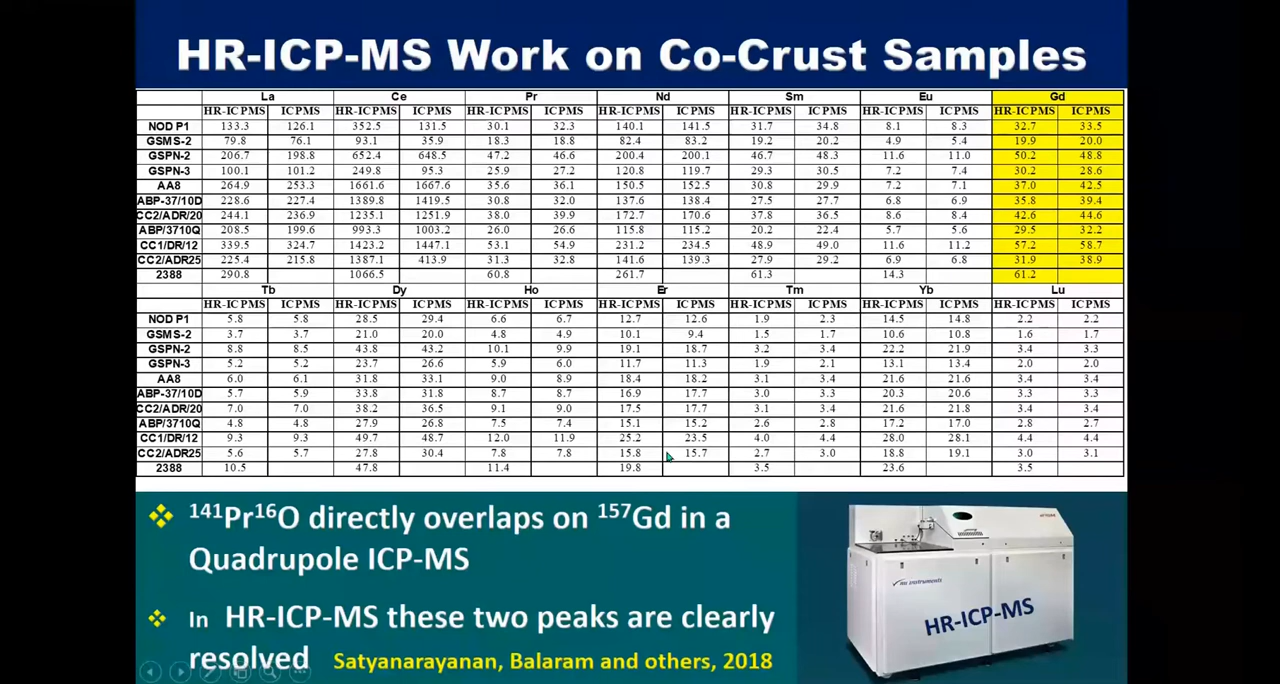 HR-ICP-MS Work on Co-Crust Samples
La Ce Pr Nd Sm Eu Gd
HR-ICPMS ICPMS HR-ICPMS ICPMS HR-ICPMS ICPMS HR-ICPMS ICPMS HR-ICPMS ICPMS HR-ICPMS ICPMS HR-ICPMS ICPMS
NOD P1 133.3 126.1 352.5 131.5 30.1 32.3 140.1 141.5 31.7 34.8 8.1 8.3 32.7 33.5
GSMS-2 79.8 76.1 93.1 35.9 18.3 18.8 82.4 83.2 19.2 20.2 4.9 5.4 19.9 20.0
GSPN-2 206.7 198.8 652.4 648.5 47.2 46.6 200.4 200.1 46.7 48.3 11.6 11.0 50.2 48.8
GSPN-3 100.1 101.2 249.8 95.3 25.9 27.2 120.8 119.7 29.3 30.5 7.2 7.4 30.2 28.6
AA8 264.9 253.3 1661.6 1667.6 35.6 36.1 150.5 152.5 30.8 29.9 7.2 7.1 37.0 42.5
ABP-37/10D 228.6 227.4 1389.8 1419.5 30.8 32.0 137.6 138.4 27.5 27.7 6.8 6.9 35.8 39.4
CC2/ADR/20 244.1 236.9 1235.1 1251.9 38.0 39.9 172.7 170.6 37.8 36.5 8.6 8.4 42.6 44.6
ABP/3710Q 208.5 199.6 993.3 1003.2 26.0 26.6 115.8 115.2 20.2 22.4 5.7 5.6 29.5 32.2
CC1/DR/12 339.5 324.7 1423.2 1447.1 53.1 54.9 231.2 234.5 48.9 49.0 11.6 11.2 57.2 58.7
CC2/ADR25 225.4 215.8 1387.1 413.9 31.3 32.8 141.6 139.3 27.9 29.2 6.9 6.8 31.9 38.9
2388 290.8 1066.5 60.8 261.7 61.3 14.3 61.2
Tb Dy Ho Er Tm Yb Lu
HR-ICPMS ICPMS HR-ICPMS ICPMS HR-ICPMS ICPMS HR-ICPMS ICPMS HR-ICPMS ICPMS HR-ICPMS ICPMS HR-ICPMS ICPMS
NOD P1 5.8 5.8 28.5 29.4 6.6 6.7 12.7 12.6 1.9 2.3 14.5 14.8 2.2 2.2
GSMS-2 3.7 3.7 21.0 20.0 4.8 4.9 10.1 9.4 1.5 1.7 10.6 10.8 1.6 1.7
GSPN-2 8.8 8.5 43.8 43.2 10.1 9.9 19.1 18.7 3.2 3.4 22.2 21.9 3.4 3.3
GSPN-3 5.2 5.2 23.7 26.6 5.9 6.0 11.7 11.3 1.9 2.1 13.1 13.4 2.0 2.0
AA8 6.0 6.1 31.8 33.1 9.0 8.9 18.4 18.2 3.1 3.4 21.6 21.6 3.4 3.4
ABP-37/10D 5.7 5.9 33.8 31.8 8.7 8.7 16.9 17.7 3.0 3.3 20.3 20.6 3.3 3.3
CC2/ADR/20 7.0 7.0 38.2 36.5 9.1 9.0 17.5 17.7 3.1 3.4 21.6 21.8 3.4 3.4
ABP/3710Q 4.8 4.8 27.9 26.8 7.5 7.4 15.1 15.2 2.6 2.8 17.2 17.0 2.8 2.7
CC1/DR/12 9.3 9.3 49.7 48.7 12.0 11.9 25.2 23.5 4.0 4.4 28.0 28.1 4.4 4.4
CC2/ADR25 5.6 5.7 27.8 30.4 7.8 7.8 15.8 15.7 2.7 3.0 18.8 19.1 3.0 3.1
2388 10.5 47.8 11.4 19.8 3.5 23.6 3.5
❖ ¹⁴¹Pr¹⁶O directly overlaps on ¹⁵⁷Gd in a
Quadrupole ICP-MS
❖ In HR-ICP-MS these two peaks are clearly
resolved Satyanarayanan, Balaram and others, 2018
nu instruments
HR-ICP-MS